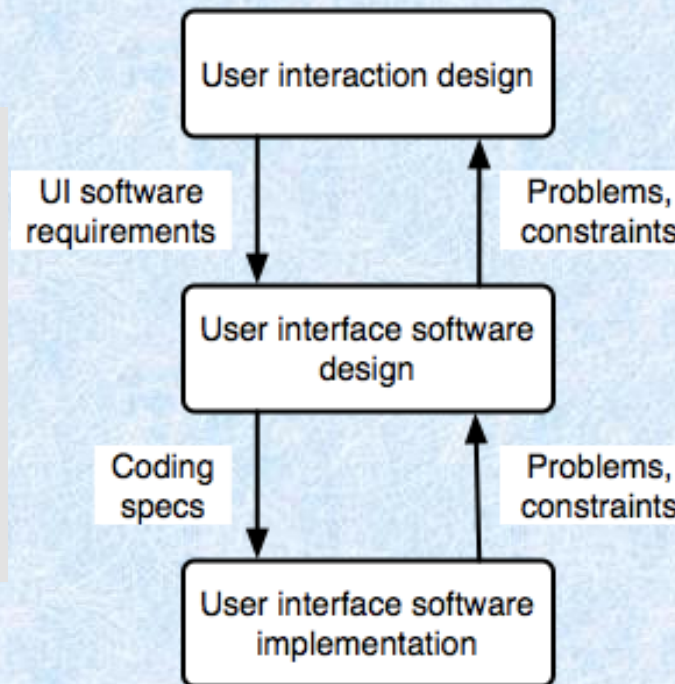 User interaction design
UI software
requirements
Problems,
constraints
User interface software
design
Coding
specs
Problems,
constraints
User interface software
implementation